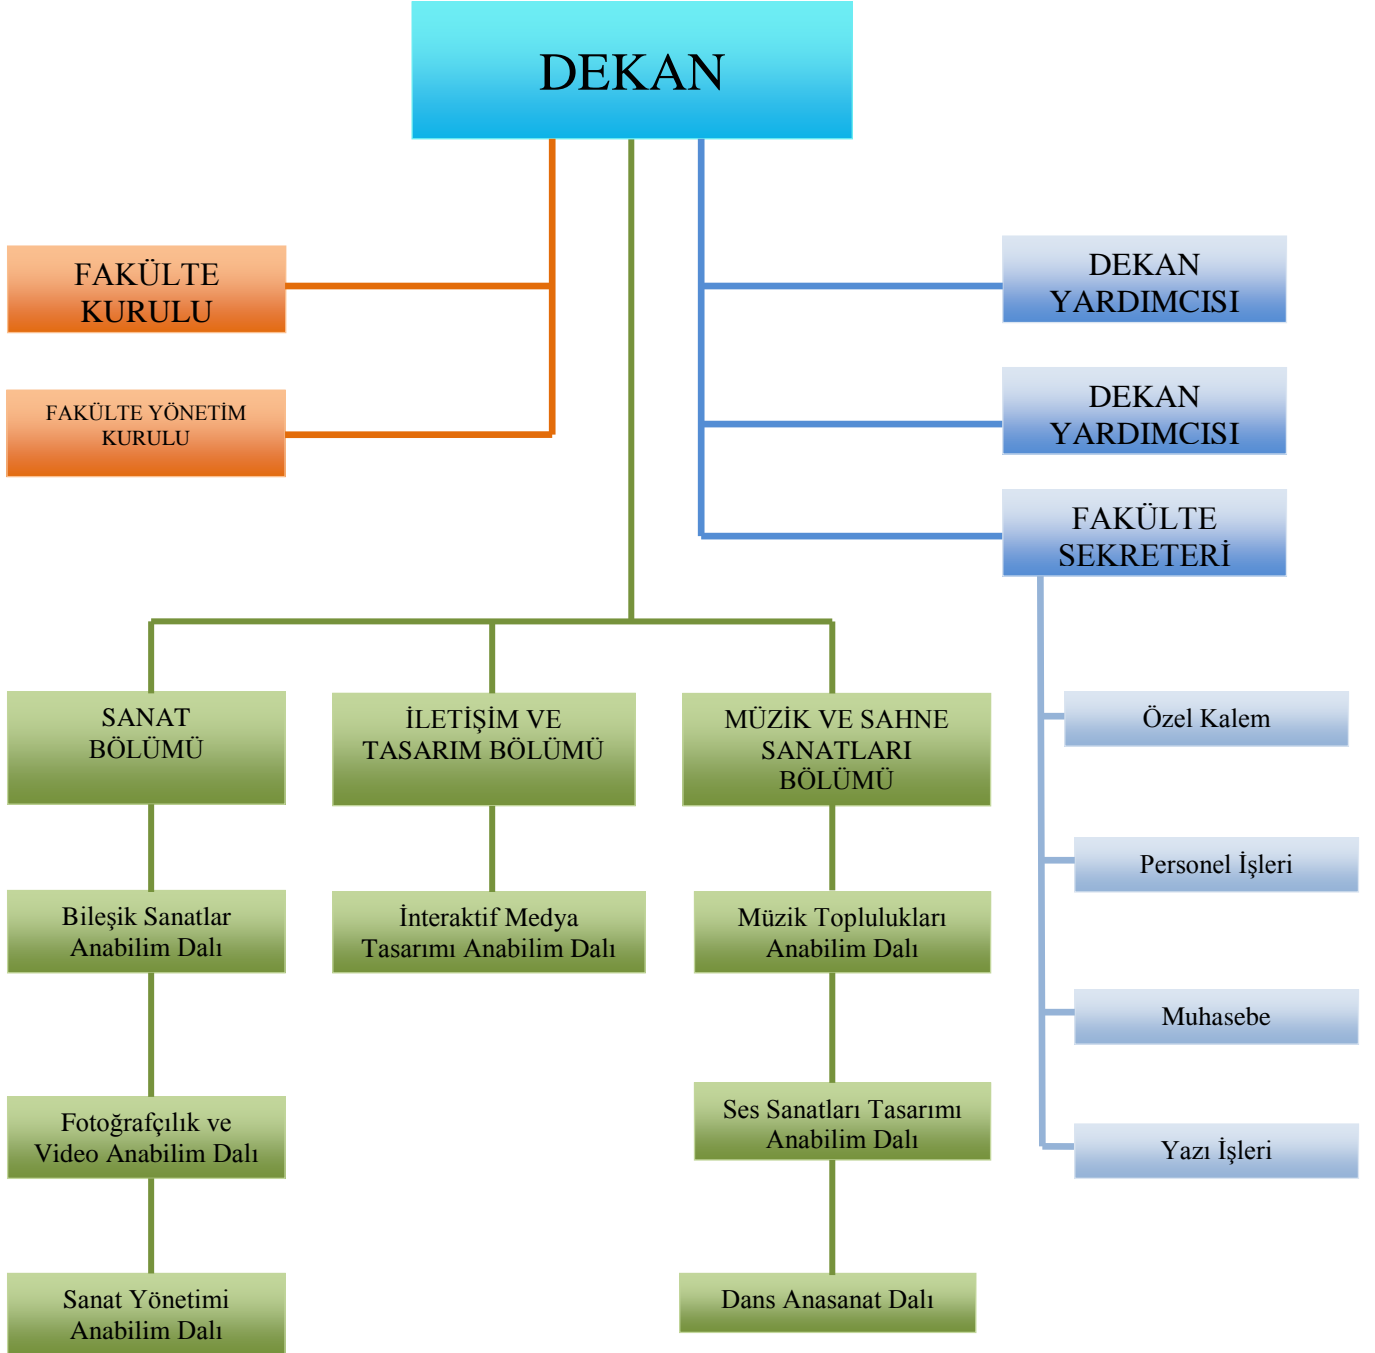 DEKAN
FAKÜLTE
KURULU
FAKÜLTE YÖNETİM
KURULU
DEKAN
YARDIMCISI
DEKAN
YARDIMCISI
FAKÜLTE
SEKRETERİ
SANAT
BÖLÜMÜ
İLETİŞİM VE
TASARIM BÖLÜMÜ
MÜZİK VE SAHNE
SANATLARI
BÖLÜMÜ
Özel Kalem
Personel İşleri
Muhasebe
Yazı İşleri
Bileşik Sanatlar
Anabilim Dalı
İnteraktif Medya
Tasarımı Anabilim Dalı
Müzik Toplulukları
Anabilim Dalı
Fotoğrafçılık ve
Video Anabilim Dalı
Ses Sanatları Tasarımı
Anabilim Dalı
Sanat Yönetimi
Anabilim Dalı
Dans Anasanat Dalı